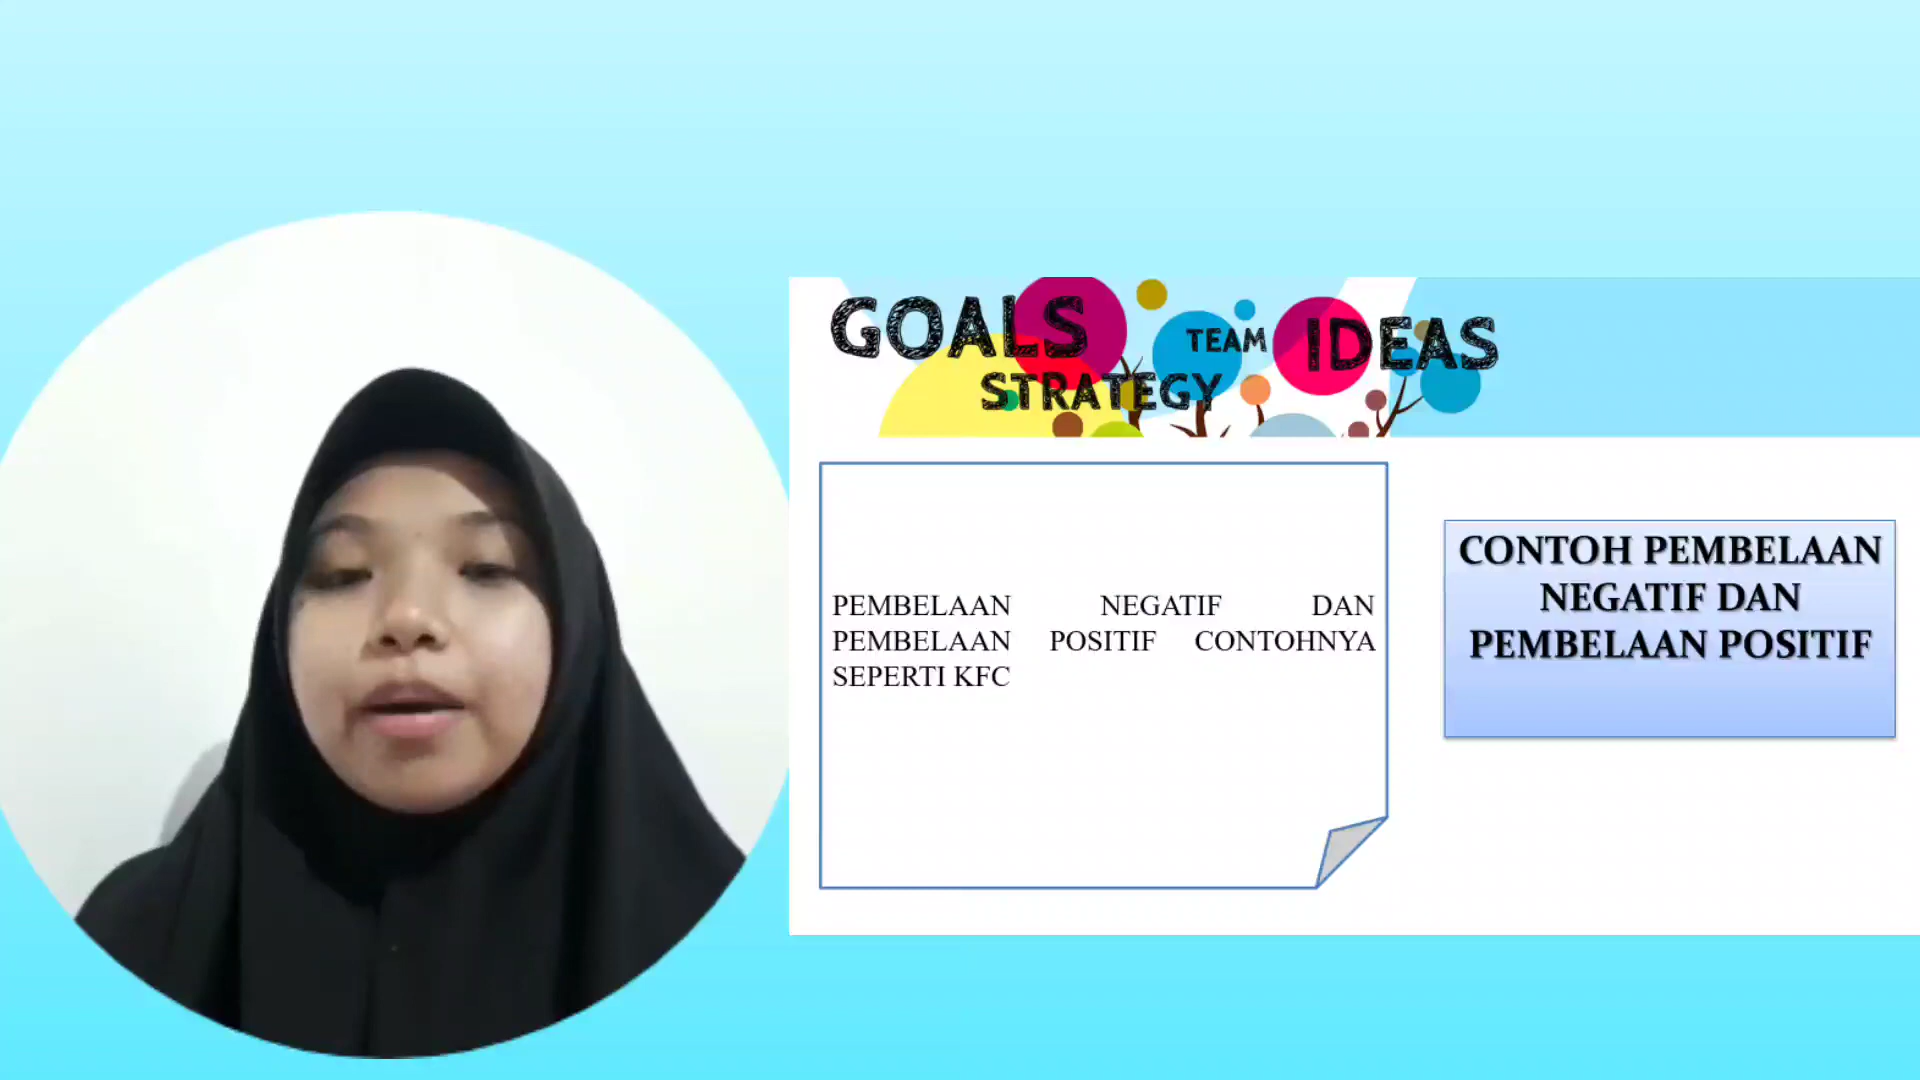 GOALS
TEAM
IDEAS
STRATEGY
PEMBELAAN NEGATIF DAN
PEMBELAAN POSITIF CONTOHNYA
SEPERTI KFC
CONTOH PEMBELAAN
NEGATIF DAN
PEMBELAAN POSITIF